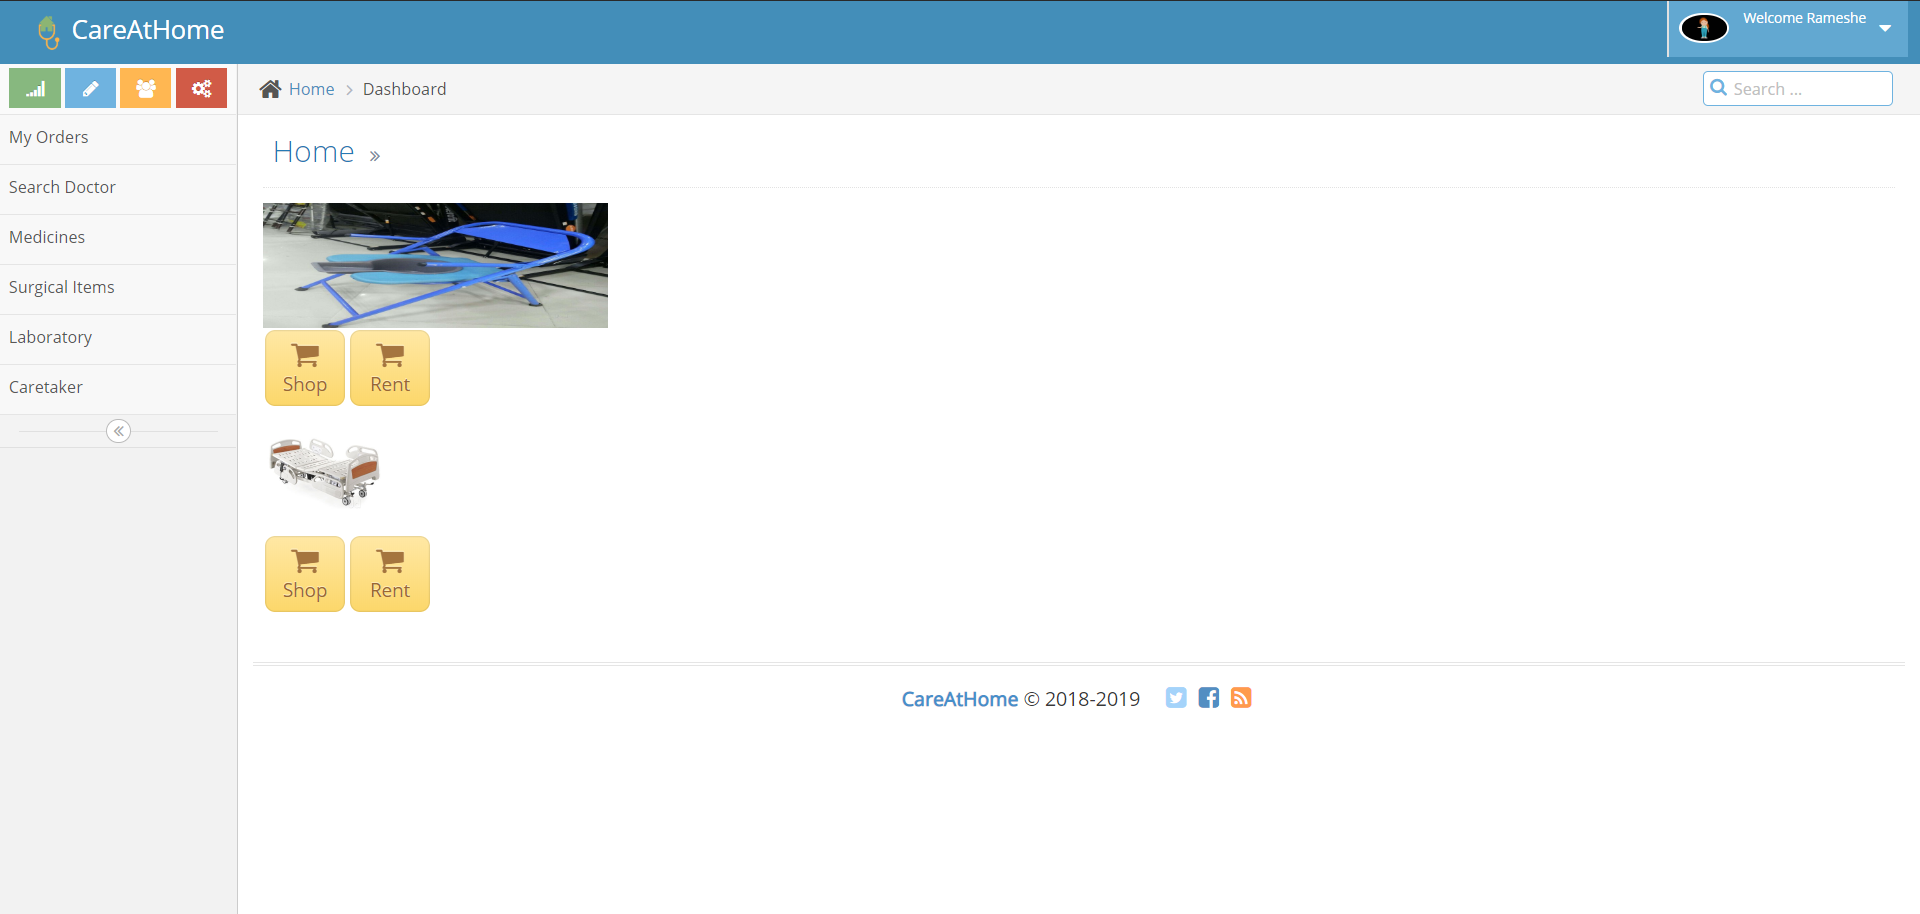 CareAtHome
Welcome Rameshe
Home
Dashboard
Search ...
My Orders
Search Doctor
Medicines
Surgical Items
Laboratory
Caretaker
Home
Shop
Rent
Shop
Rent
CareAtHome © 2018-2019